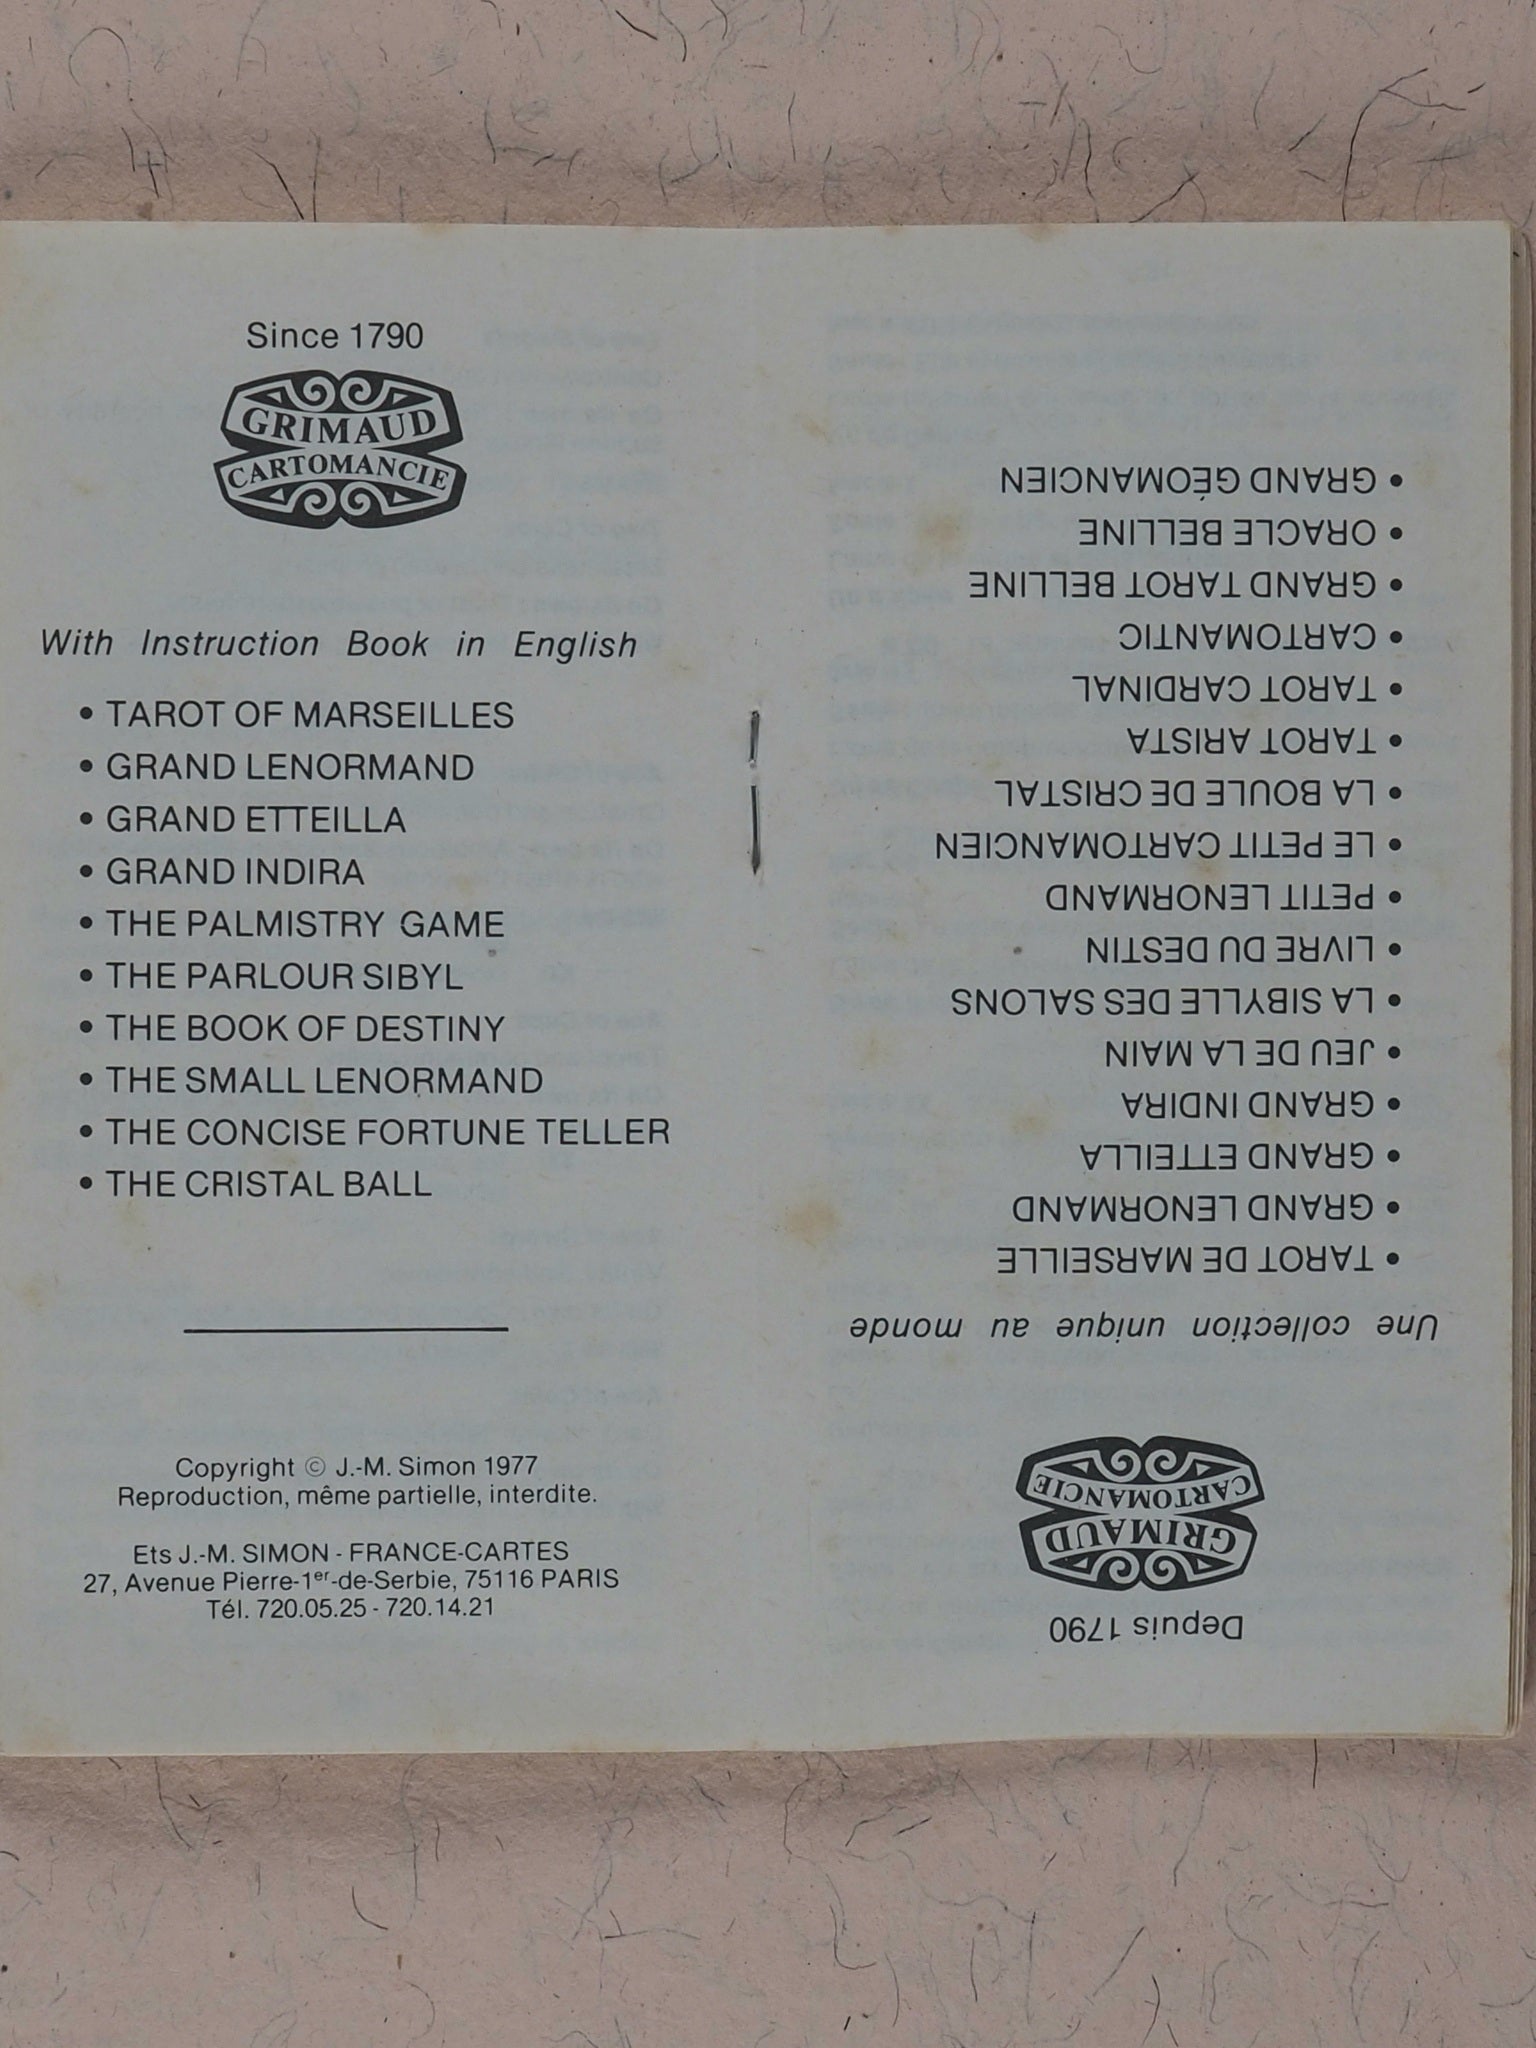 Since 1790
GRIMAUD
CARTOMANCIE
With Instruction Book in English
• TAROT OF MARSEILLES
• GRAND LENORMAND
• GRAND ETTEILLA
• GRAND INDIRA
• THE PALMISTRY GAME
• THE PARLOUR SIBYL
• THE BOOK OF DESTINY
• THE SMALL LENORMAND
• THE CONCISE FORTUNE TELLER
• THE CRISTAL BALL
Copyright © J.-M. Simon 1977
Reproduction, même partielle, interdite.
Ets J.-M. SIMON - FRANCE-CARTES
27, Avenue Pierre-1er-de-Serbie, 75116 PARIS
Tél. 720.05.25 - 720.14.21
Depuis 1790
GRIMAUD
CARTOMANCIE
Une collection unique au monde
• TAROT DE MARSEILLE
• GRAND LENORMAND
• GRAND ETTEILLA
• GRAND INDIRA
• JEU DE LA MAIN
• LA SIBYLLE DES SALONS
• LIVRE DU DESTIN
• PETIT LENORMAND
• LE PETIT CARTOMANCIEN
• LA BOULE DE CRISTAL
• TAROT ARISTA
• TAROT CARDINAL
• CARTOMANTIC
• GRAND TAROT BELLINE
• ORACLE BELLINE
• GRAND GÉOMANCIEN